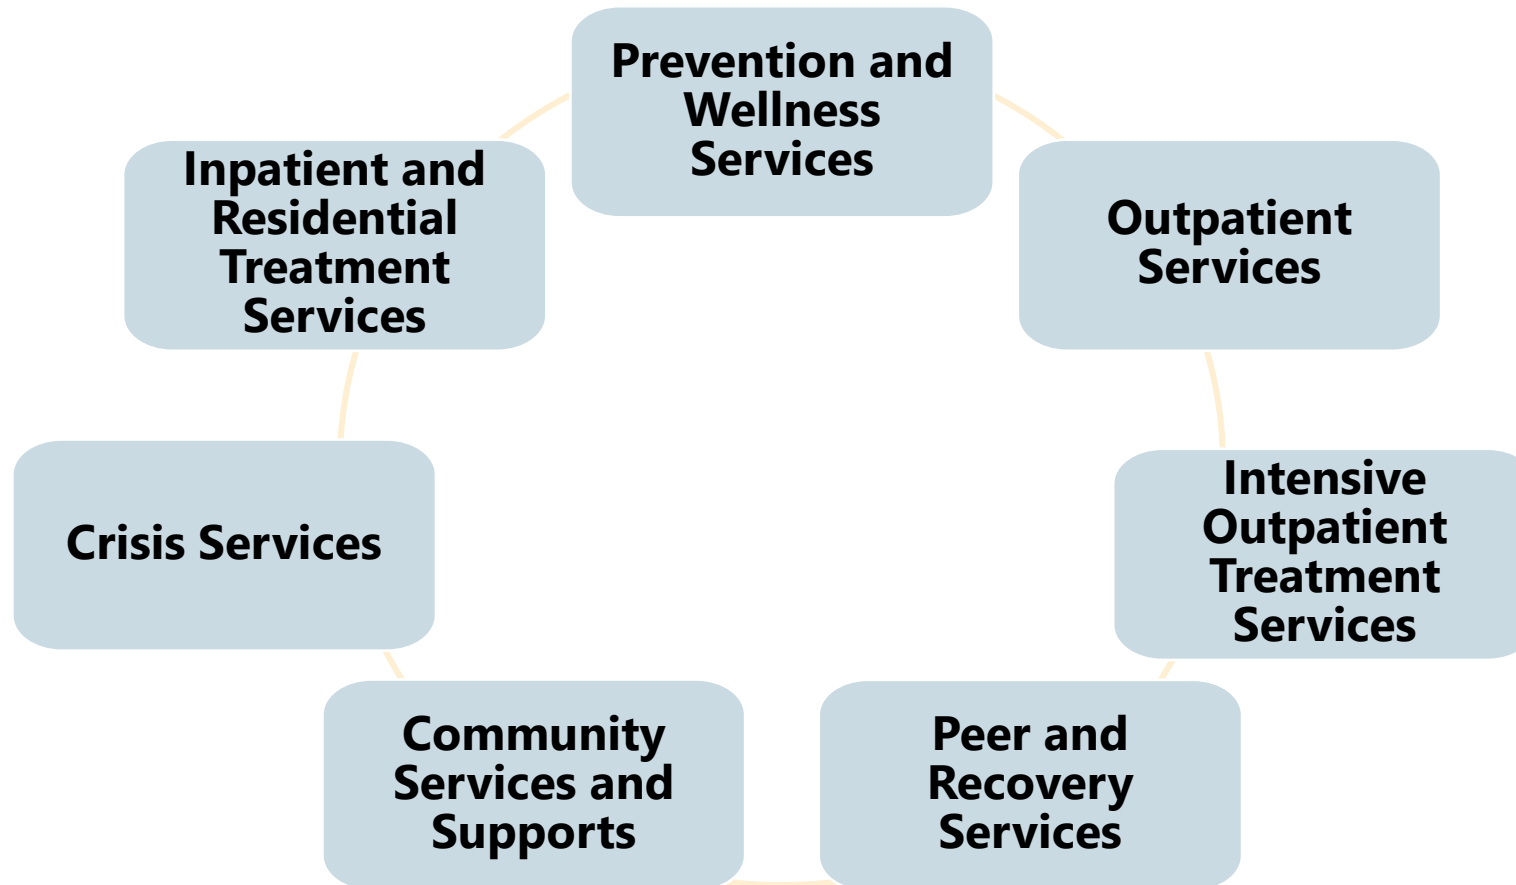 Prevention and
Wellness
Services
Outpatient
Services
Intensive
Outpatient
Treatment
Services
Peer and
Recovery
Services
Community
Services and
Supports
Crisis Services
Inpatient and
Residential
Treatment
Services